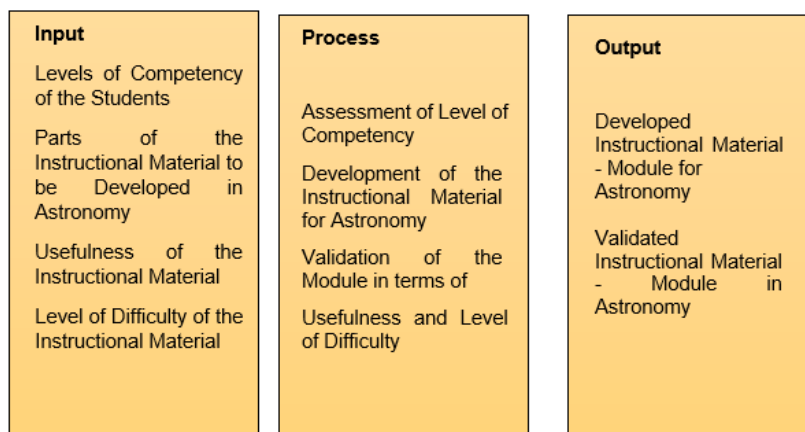 Input
Levels of Competency
of the Students
Parts of the
Instructional Material to
be Developed in
Astronomy
Usefulness of the
Instructional Material
Level of Difficulty of the
Instructional Material
Process
Assessment of Level of
Competency
Development of the
Instructional Material
for Astronomy
Validation of the
Module in terms of
Usefulness and Level
of Difficulty
Output
Developed
Instructional Material
- Module for
Astronomy
Validated
Instructional Material
- Module in
Astronomy